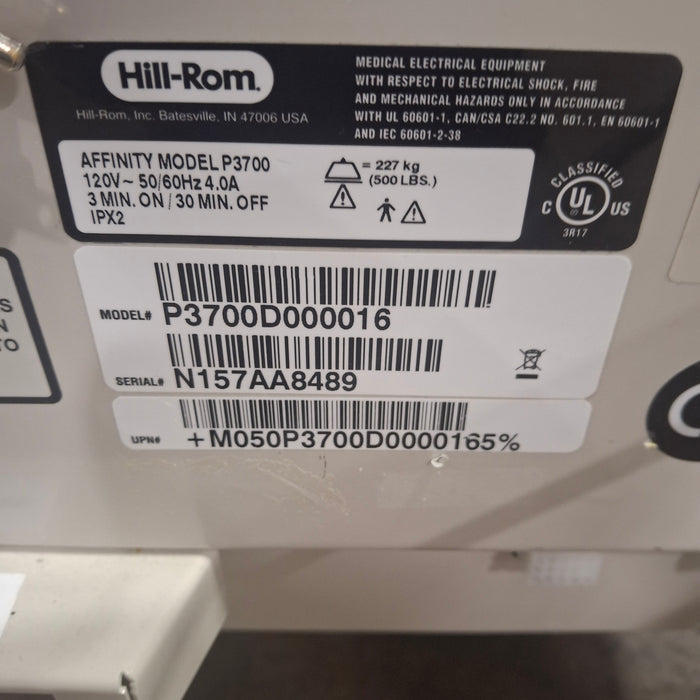 Hill-Rom.
Hill-Rom, Inc. Batesville, IN 47006 USA
MEDICAL ELECTRICAL EQUIPMENT
WITH RESPECT TO ELECTRICAL SHOCK, FIRE
AND MECHANICAL HAZARDS ONLY IN ACCORDANCE
WITH UL 60601-1, CAN/CSA C22.2 NO. 601.1, EN 60601-1
AND IEC 60601-2-38
AFFINITY MODEL P3700
120V~ 50/60Hz 4.0A
3 MIN. ON / 30 MIN. OFF
IPX2
= 227 kg
(500 LBS.)
CLASSIFIED
C UL US
3R17
MODEL# P3700D000016
SERIAL# N157AA8489
UPN# +M050P3700D0000165%
S
N
TO